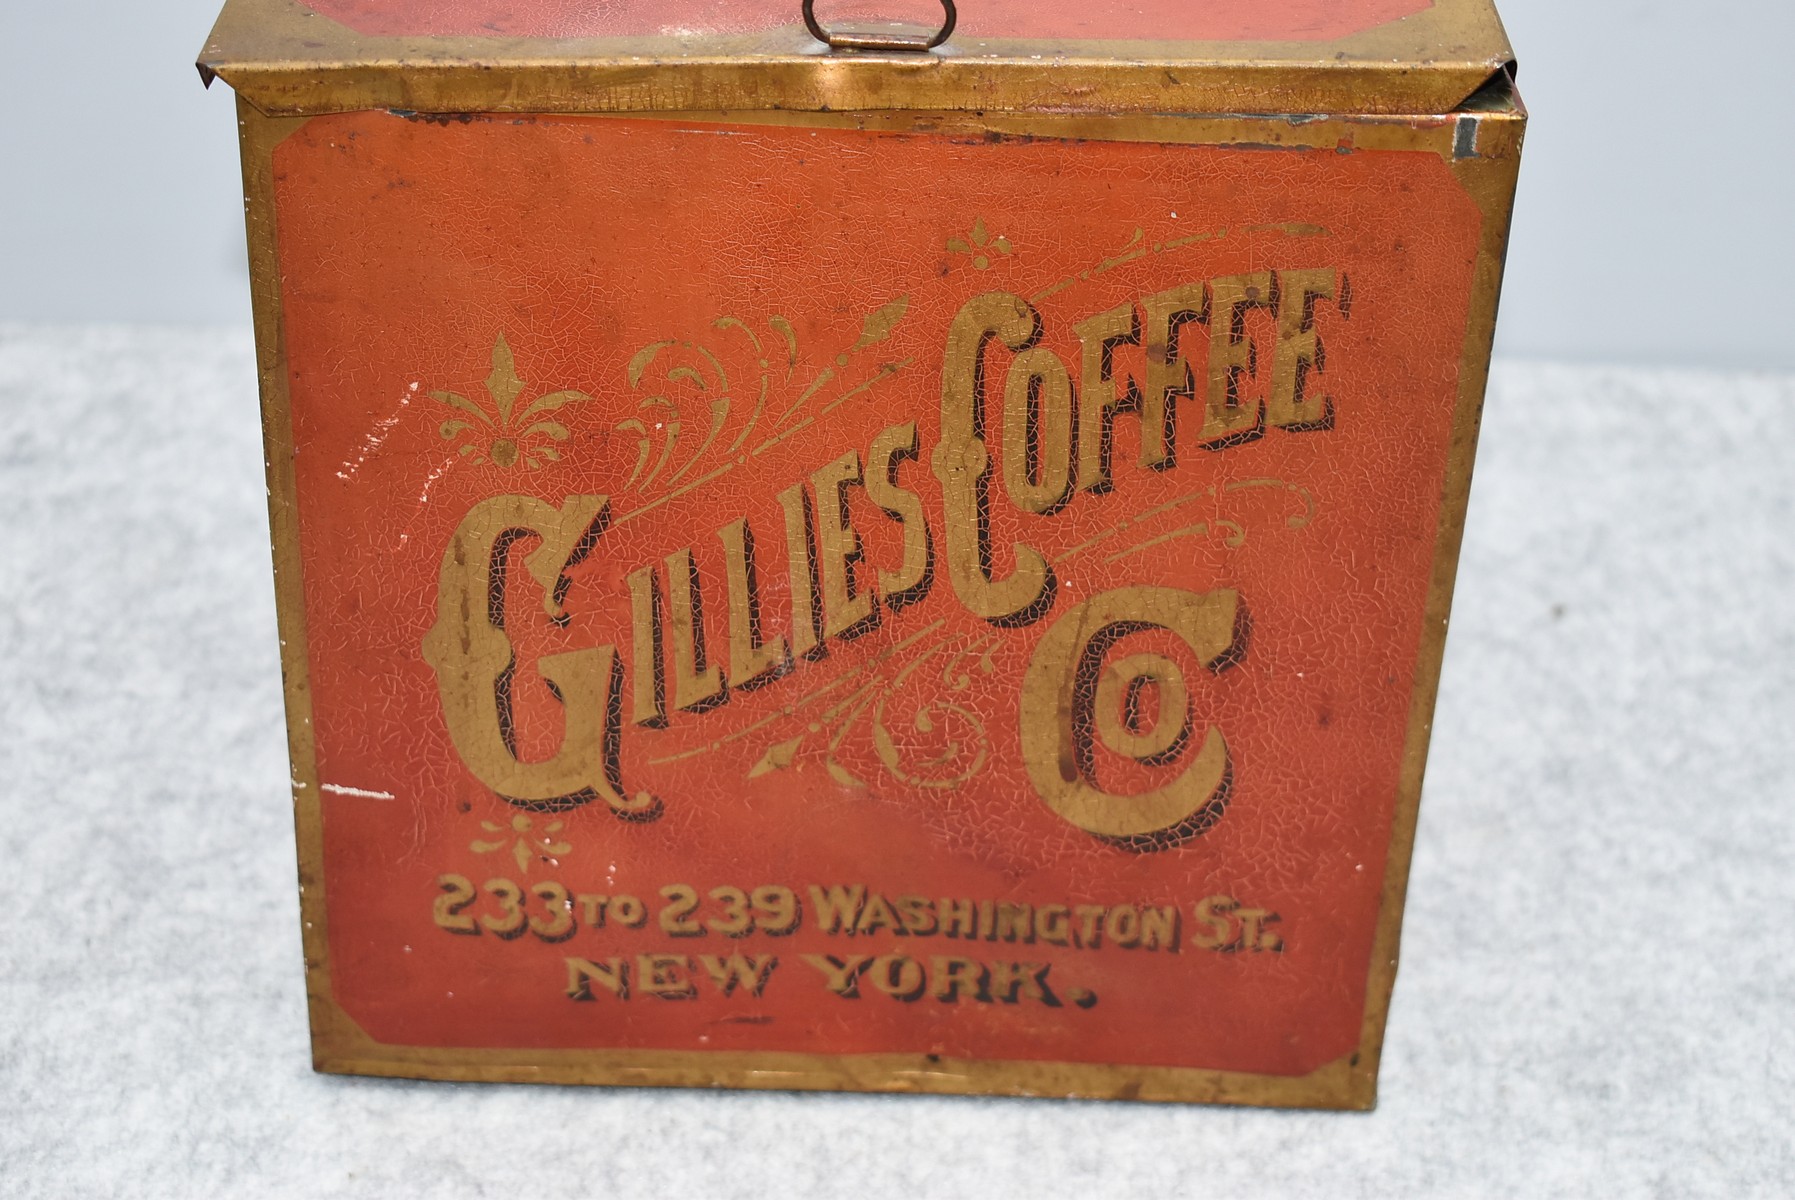 GILLIES COFFEE
CO
233 TO 239 WASHINGTON ST.
NEW YORK.